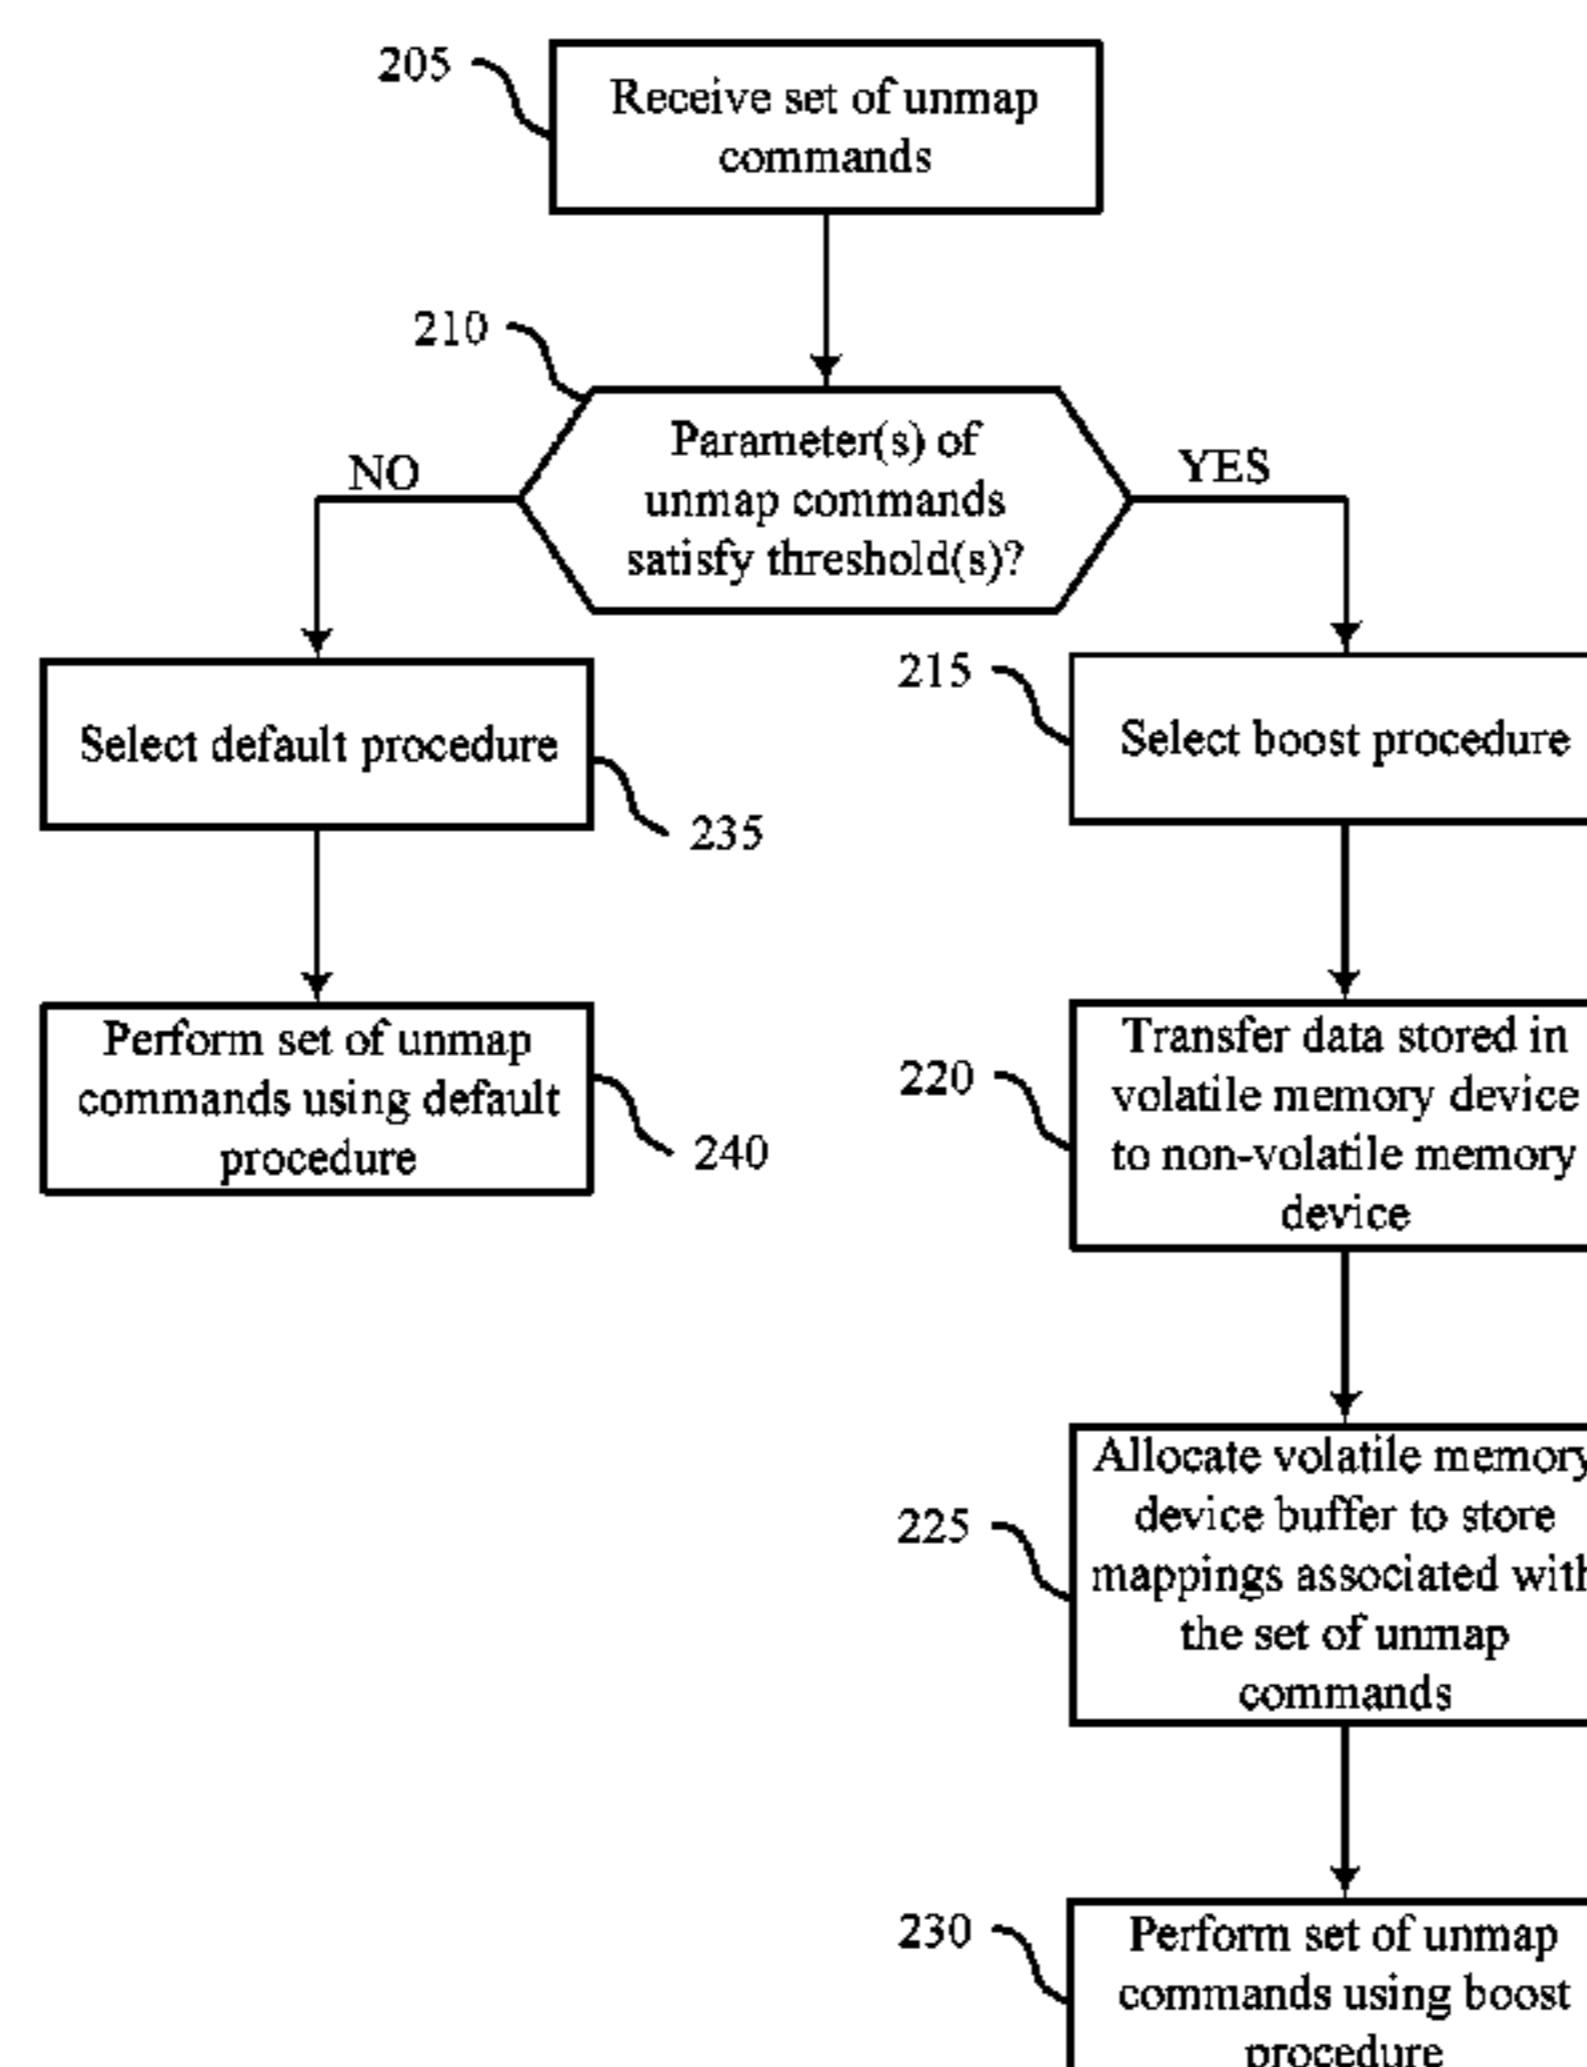 205
Receive set of unmap
commands
210
Parameter(s) of
unmap commands
satisfy threshold(s)?
NO
YES
Select default procedure
235
215
Select boost procedure
Perform set of unmap
commands using default
procedure
240
220
Transfer data stored in
volatile memory device
to non-volatile memory
device
225
Allocate volatile memory
device buffer to store
mappings associated with
the set of unmap
commands
230
Perform set of unmap
commands using boost
procedure